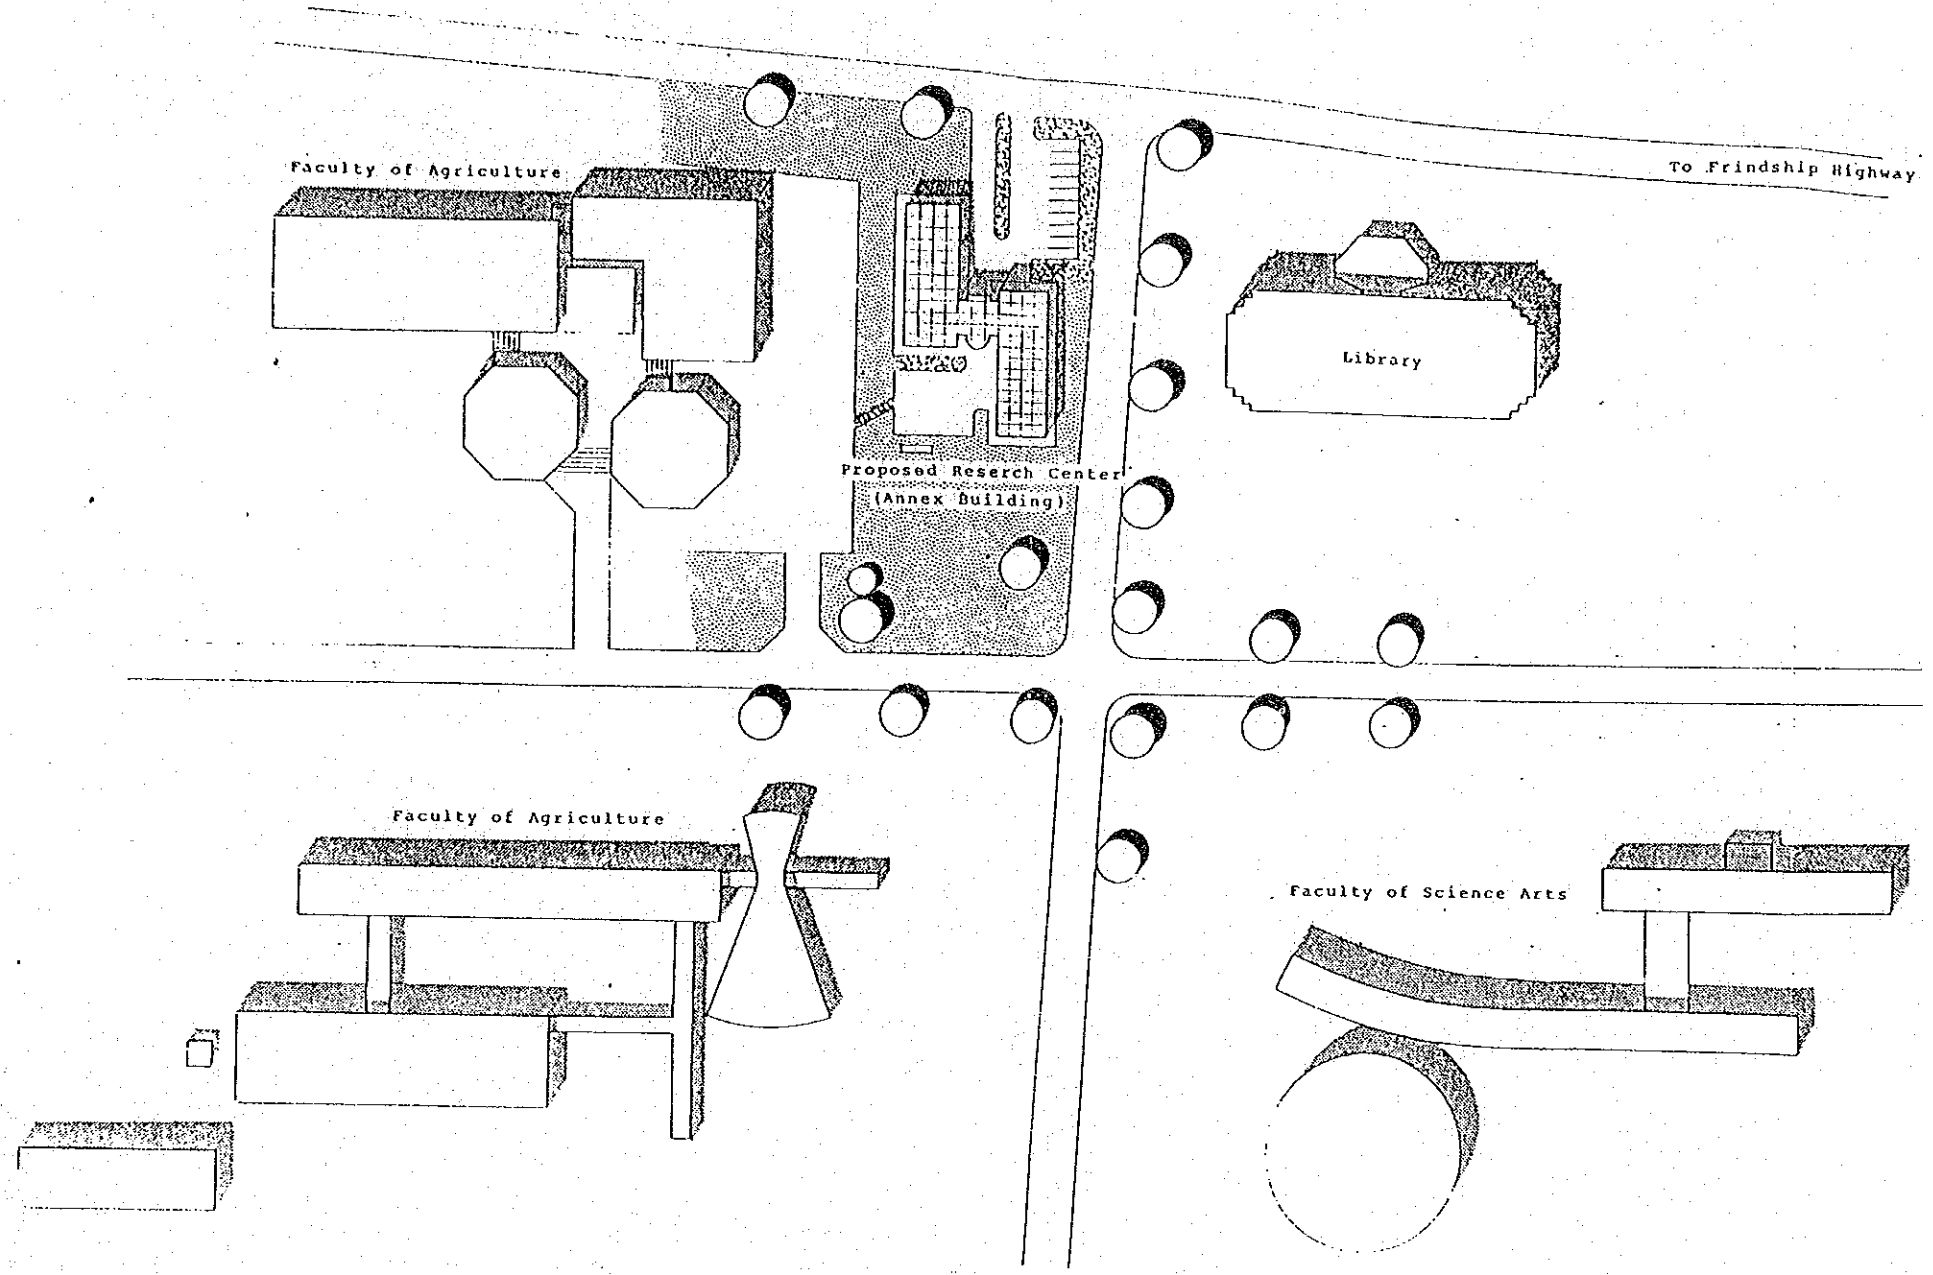 Faculty of Agriculture
To Frindship Highway
Library
Proposed Reserch Center
(Annex Building)
Faculty of Agriculture
Faculty of Science Arts